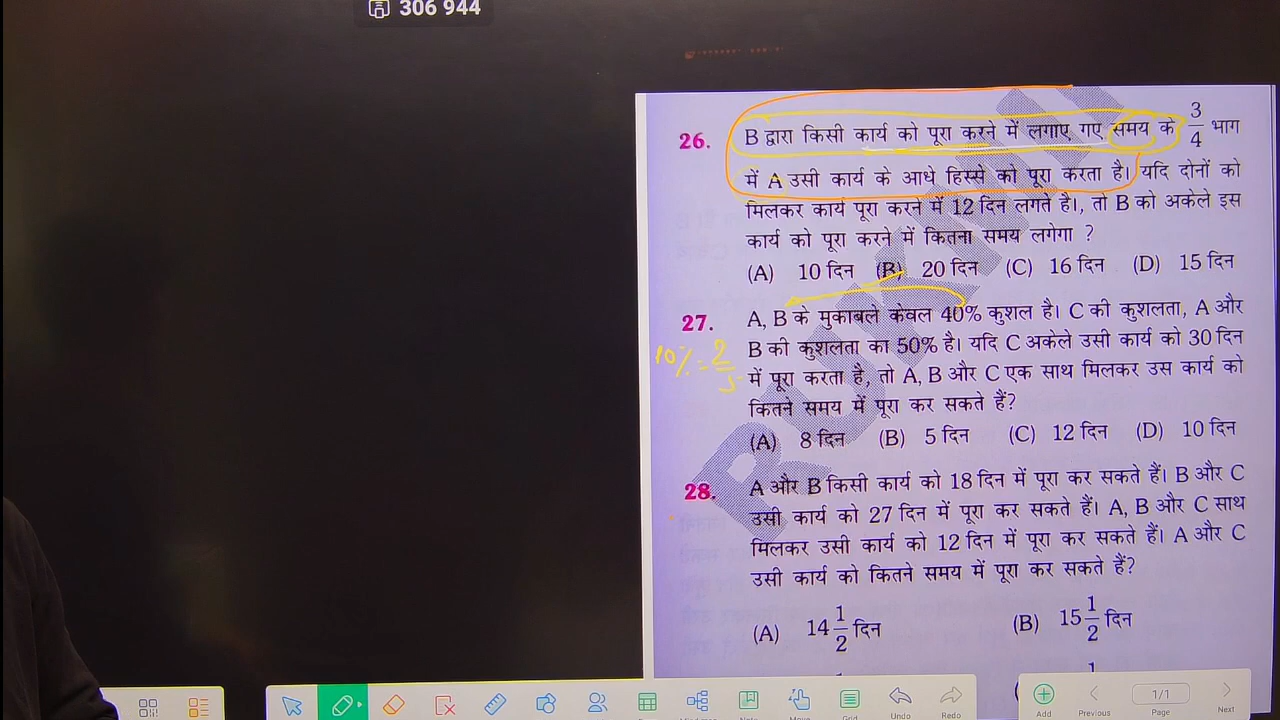 306 944
26. B द्वारा किसी कार्य को पूरा करने में लगाए गए समय के 3/4 भाग
में A उसी कार्य के आधे हिस्से को पूरा करता है। यदि दोनों को
मिलकर कार्य पूरा करने में 12 दिन लगते है।, तो B को अकेले इस
कार्य को पूरा करने में कितना समय लगेगा ?
(A) 10 दिन (B) 20 दिन (C) 16 दिन (D) 15 दिन
27. A, B के मुकाबले केवल 40% कुशल है। C की कुशलता, A और
B की कुशलता का 50% है। यदि C अकेले उसी कार्य को 30 दिन
में पूरा करता है, तो A, B और C एक साथ मिलकर उस कार्य को
कितने समय में पूरा कर सकते हैं?
(A) 8 दिन (B) 5 दिन (C) 12 दिन (D) 10 दिन
28. A और B किसी कार्य को 18 दिन में पूरा कर सकते हैं। B और C
उसी कार्य को 27 दिन में पूरा कर सकते हैं। A, B और C साथ
मिलकर उसी कार्य को 12 दिन में पूरा कर सकते हैं। A और C
उसी कार्य को कितने समय में पूरा कर सकते हैं?
(A) 14 1/2 दिन (B) 15 1/2 दिन
Undo Redo Add Previous 1/1 Page Next